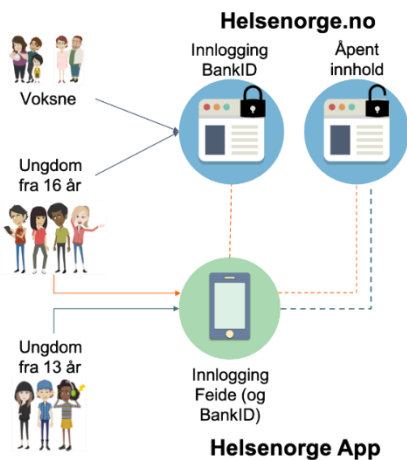 Helsenorge.no
Innlogging
BankID
Åpent
innhold
Voksne
Ungdom
fra 16 år
Ungdom
fra 13 år
Innlogging
Feide (og
BankID)
Helsenorge App